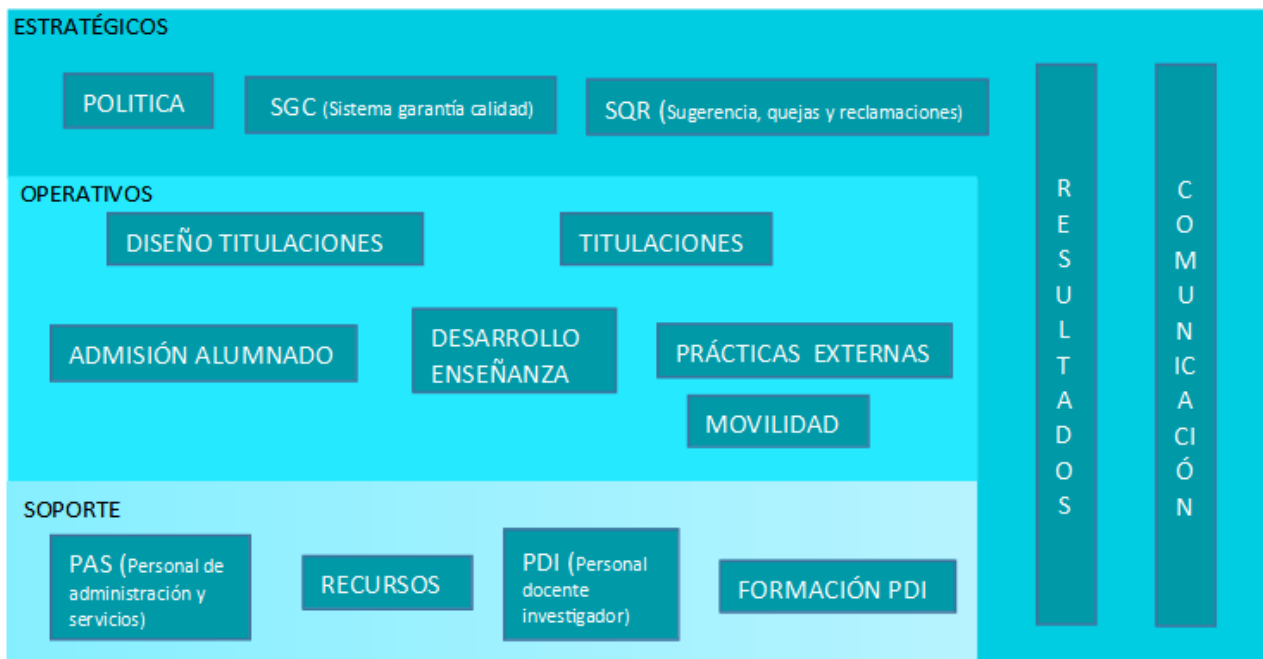 ESTRATÉGICOS
POLITICA
SGC (Sistema garantía calidad)
SQR (Sugerencia, quejas y reclamaciones)
OPERATIVOS
DISEÑO TITULACIONES
TITULACIONES
ADMISIÓN ALUMNADO
DESARROLLO
ENSEÑANZA
PRÁCTICAS EXTERNAS
MOVILIDAD
SOPORTE
PAS (Personal de
administración y
servicios)
RECURSOS
PDI (Personal
docente
investigador)
FORMACIÓN PDI
R
E
S
U
L
T
A
D
O
S
C
O
M
U
N
IC
A
CI
Ó
N